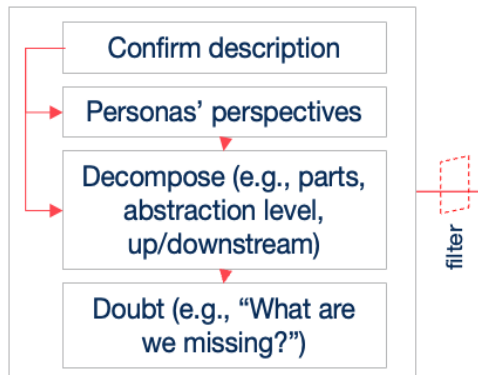 Confirm description
Personas’ perspectives
Decompose (e.g., parts,
abstraction level,
up/downstream)
Doubt (e.g., “What are
we missing?”)
filter